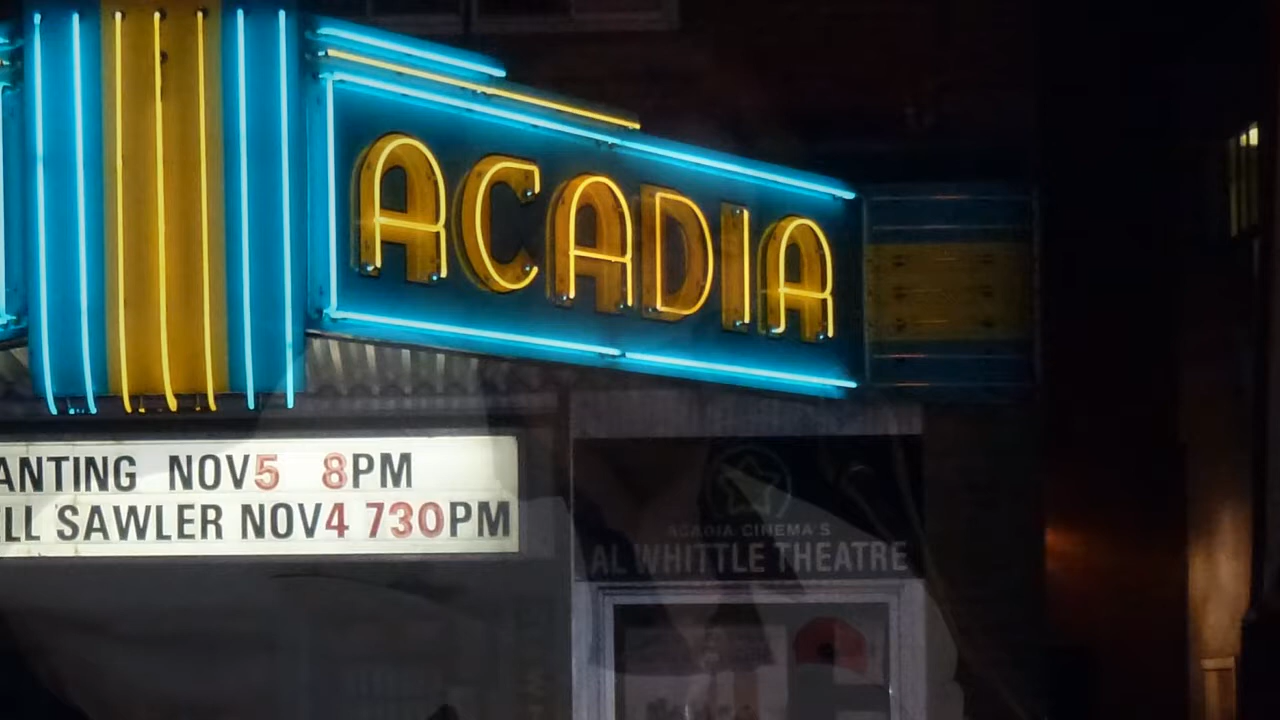 ACADIA
ANTING NOV5 8PM
LL SAWLER NOV4 730PM
ACADIA CINEMA'S
AL WHITTLE THEATRE